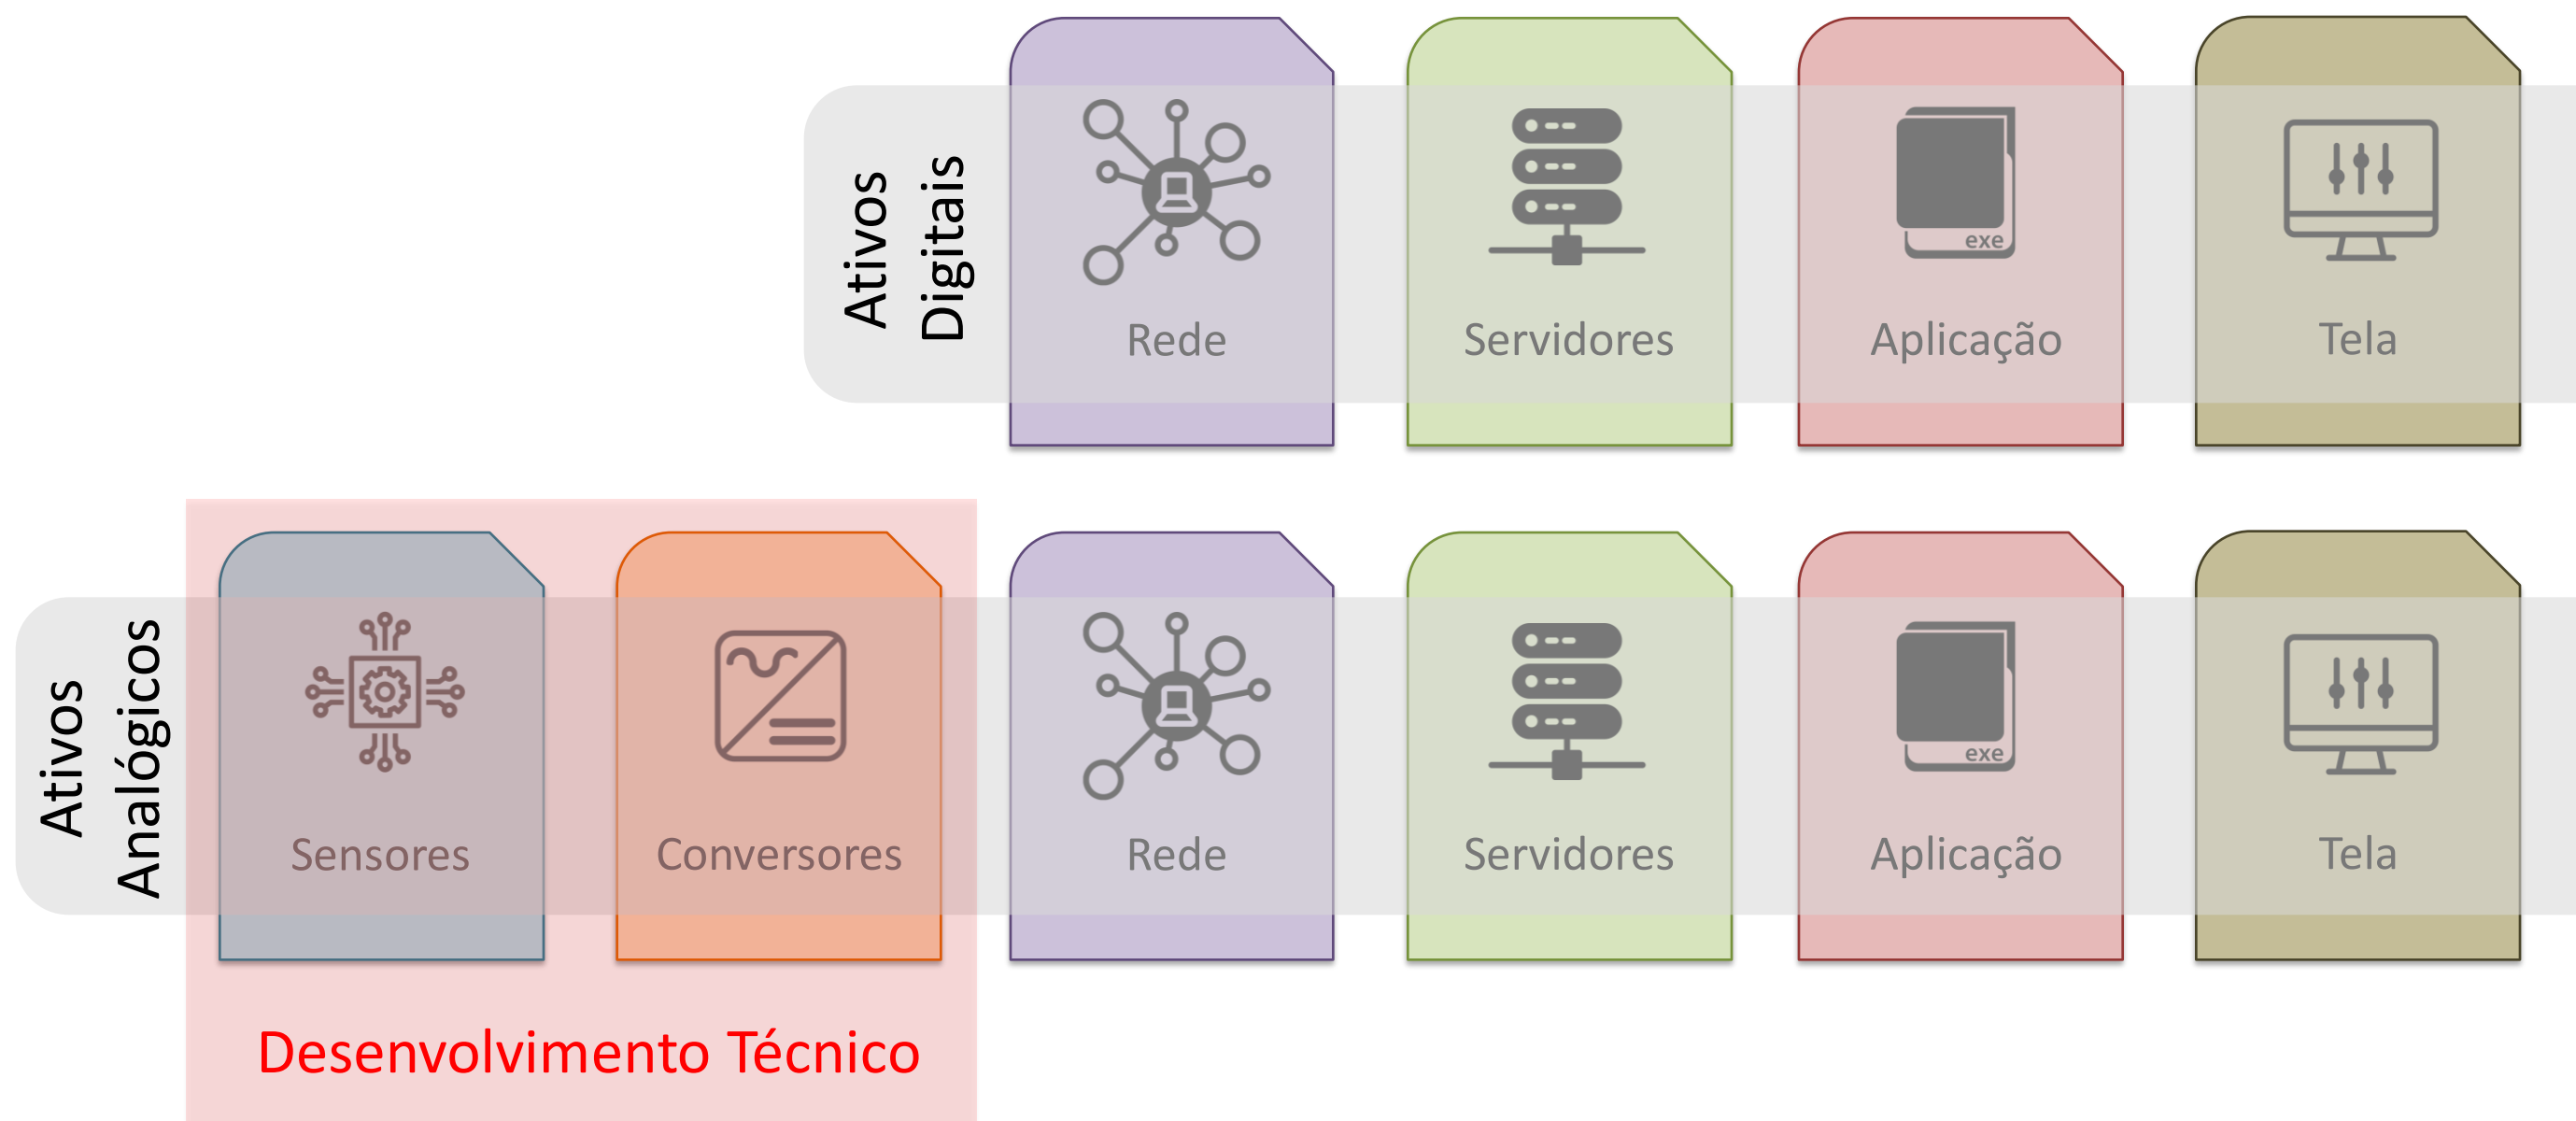 Ativos
Digitais
Rede
Servidores
exe
Aplicação
Tela
Ativos
Analógicos
Sensores
Conversores
Rede
Servidores
exe
Aplicação
Tela
Desenvolvimento Técnico